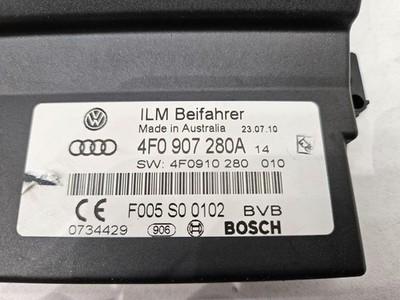 ILM Beifahrer
Made in Australia 23.07.10
4F0 907 280A 14
SW: 4F0910 280 010
CE F005 S0 0102 BVB
0734429 906 BOSCH